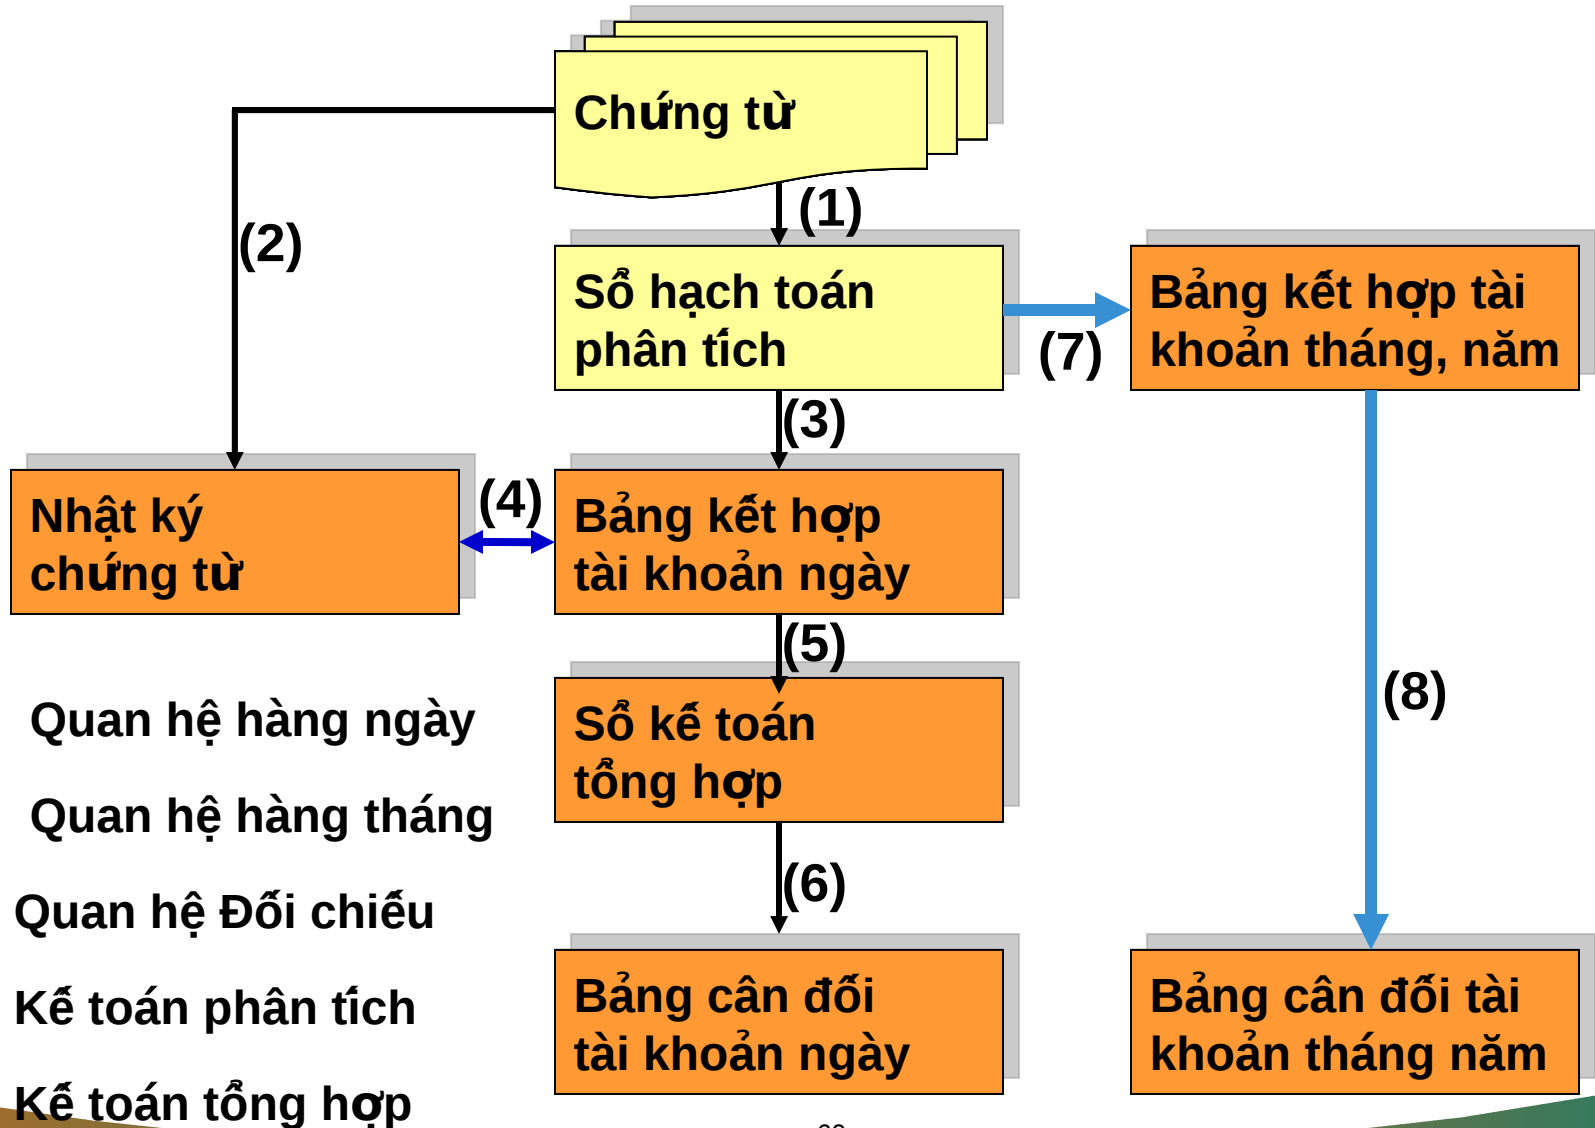 Chứng từ
(1)
(2)
Sổ hạch toán
phân tích
(7)
Bảng kết hợp tài
khoản tháng, năm
(3)
Nhật ký
chứng từ
(4)
Bảng kết hợp
tài khoản ngày
(5)
Sổ kế toán
tổng hợp
(8)
Quan hệ hàng ngày
Quan hệ hàng tháng
Quan hệ Đối chiếu
Kế toán phân tích
Kế toán tổng hợp
(6)
Bảng cân đối
tài khoản ngày
Bảng cân đối tài
khoản tháng năm